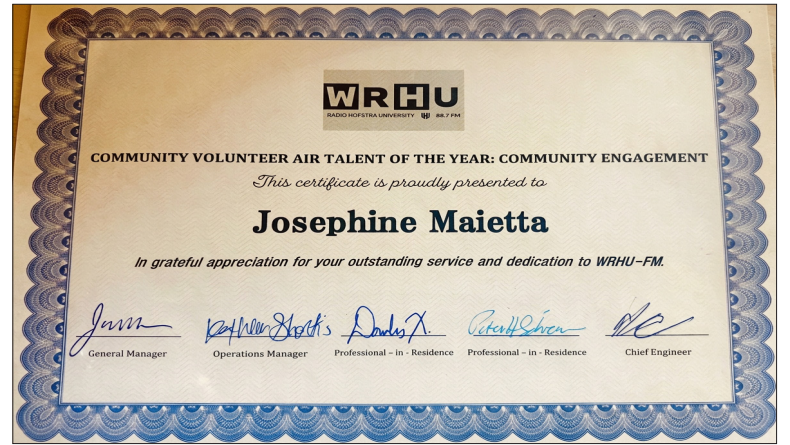 WRHU
RADIO HOFSTRA UNIVERSITY 88.7 FM
COMMUNITY VOLUNTEER AIR TALENT OF THE YEAR: COMMUNITY ENGAGEMENT
This certificate is proudly presented to
Josephine Maietta
In grateful appreciation for your outstanding service and dedication to WRHU-FM.
General Manager Operations Manager Professional - in - Residence Professional - in - Residence Chief Engineer